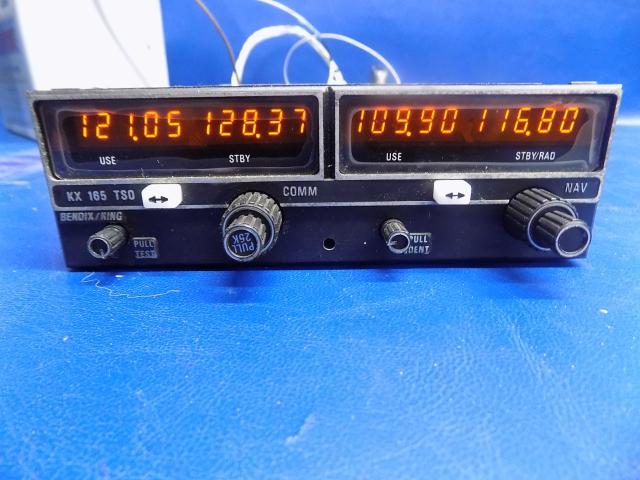 121.05 128.37 109.90 116.80
USE STBY USE STBY/RAD
KX 165 TSO COMM NAV
BENDIX/KING
PULL
TEST
PULL
25K
PULL
IDENT